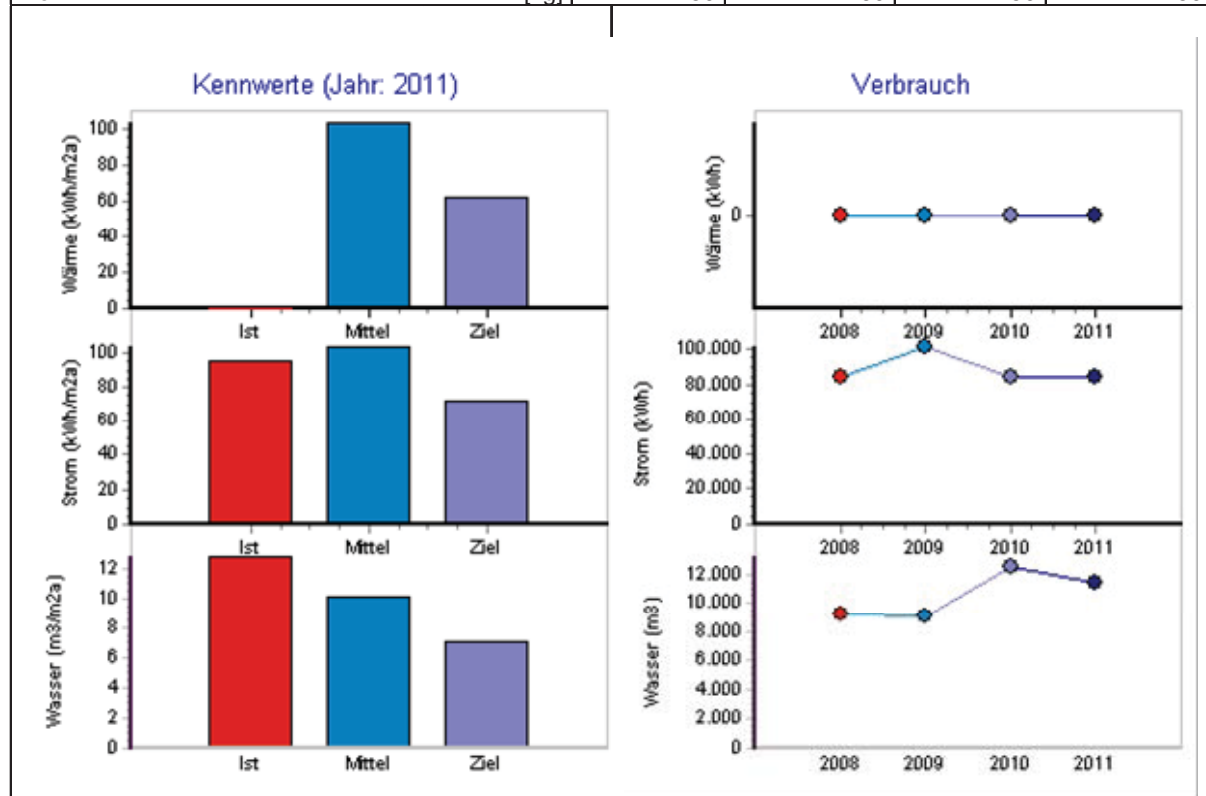 Kennwerte (Jahr: 2011)
Wärme (kWh/m2a)
100
80
60
40
20
0
Ist Mittel Ziel
Strom (kWh/m2a)
100
80
60
40
20
0
Ist Mittel Ziel
Wasser (m3/m2a)
12
10
8
6
4
2
0
Ist Mittel Ziel
Verbrauch
Wärme (kWh)
0
2008 2009 2010 2011
Strom (kWh)
100.000
80.000
60.000
40.000
20.000
0
2008 2009 2010 2011
Wasser (m3)
12.000
10.000
8.000
6.000
4.000
2.000
0
2008 2009 2010 2011